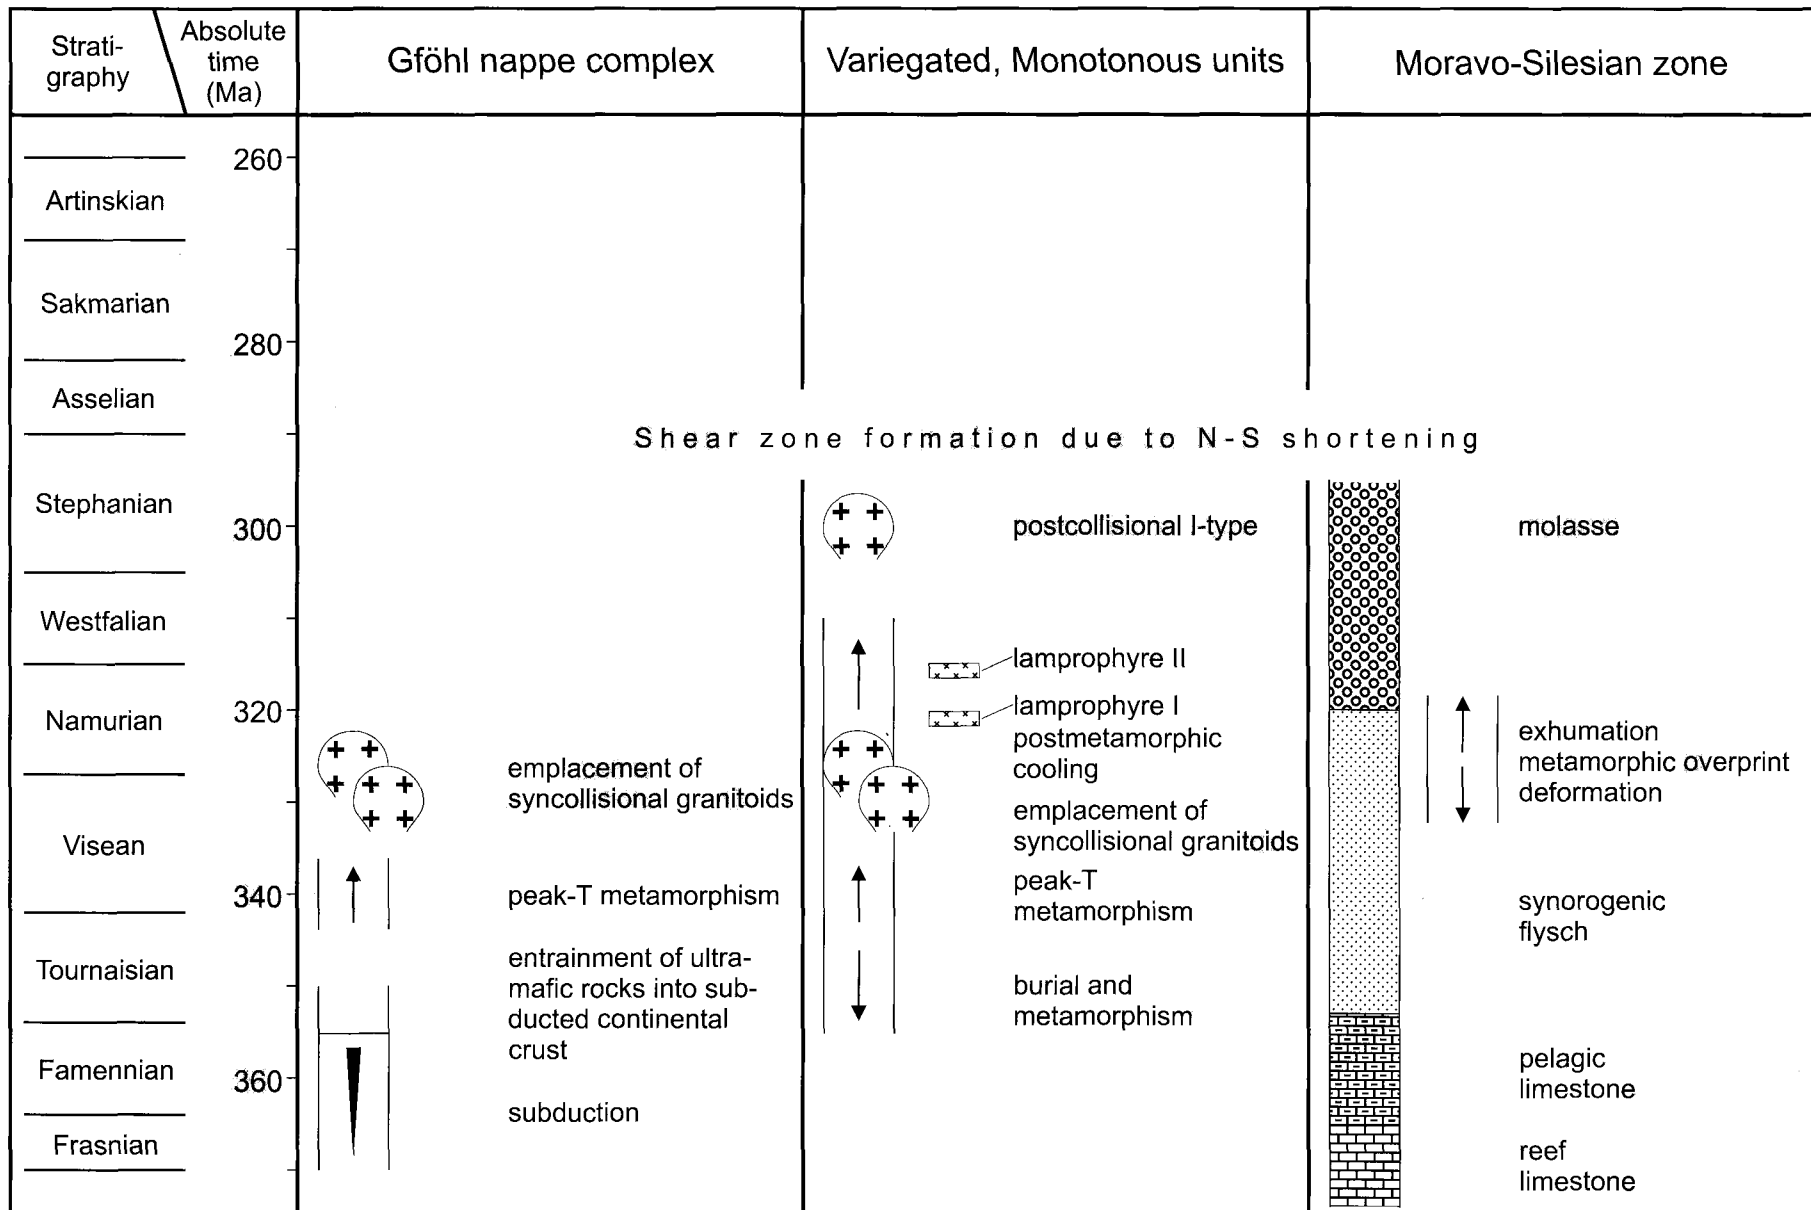 Strati-
graphy
Absolute
time
(Ma)
Gföhl nappe complex
Variegated, Monotonous units
Moravo-Silesian zone
260
Artinskian
Sakmarian
280
Asselian
Shear zone formation due to N-S shortening
Stephanian
300
postcollisional I-type
molasse
Westfalian
lamprophyre II
Namurian
320
lamprophyre I
postmetamorphic
cooling
exhumation
metamorphic overprint
deformation
emplacement of
syncollisional granitoids
emplacement of
syncollisional granitoids
Visean
340
peak-T metamorphism
peak-T
metamorphism
synorogenic
flysch
Tournaisian
entrainment of ultra-
mafic rocks into sub-
ducted continental
crust
burial and
metamorphism
Famennian
360
pelagic
limestone
subduction
Frasnian
reef
limestone